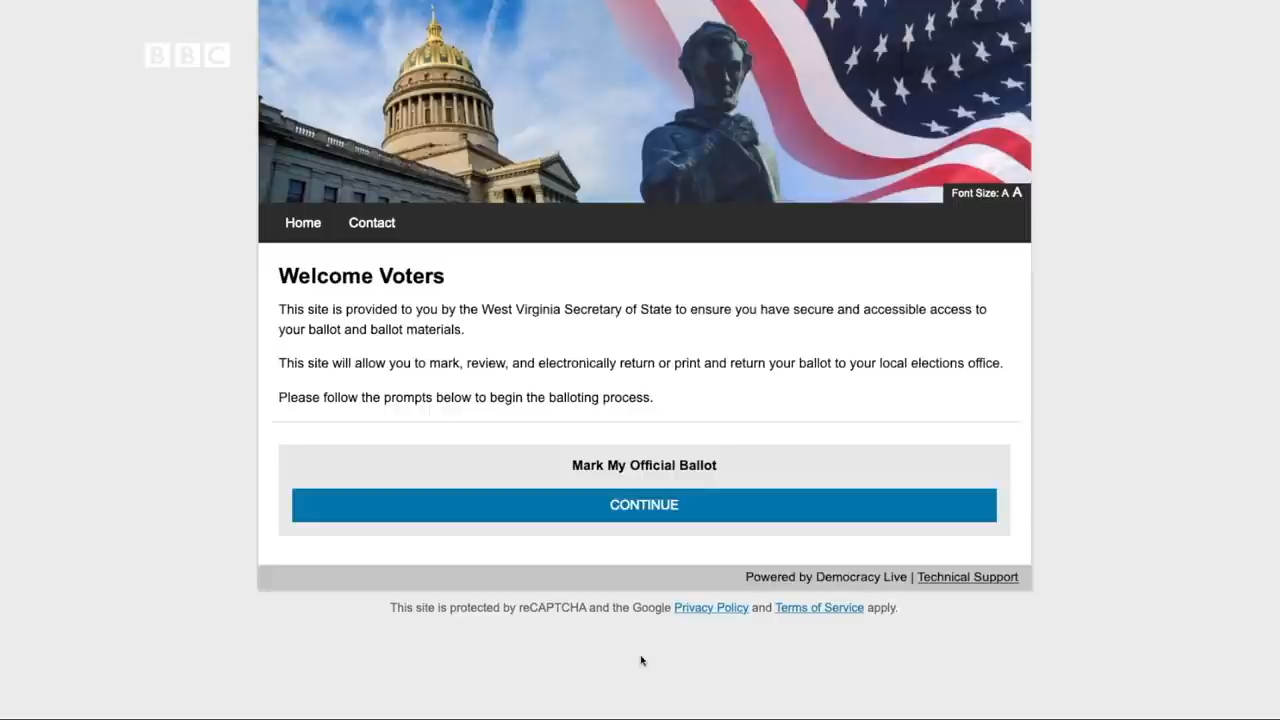 BBC
Font Size: A A
Home Contact
Welcome Voters
This site is provided to you by the West Virginia Secretary of State to ensure you have secure and accessible access to
your ballot and ballot materials.
This site will allow you to mark, review, and electronically return or print and return your ballot to your local elections office.
Please follow the prompts below to begin the balloting process.
Mark My Official Ballot
CONTINUE
Powered by Democracy Live | Technical Support
This site is protected by reCAPTCHA and the Google Privacy Policy and Terms of Service apply.